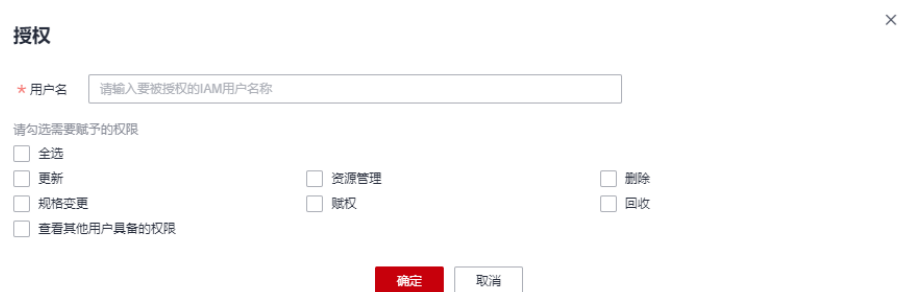 授权
* 用户名 请输入要被授权的IAM用户名称
请勾选需要赋予的权限
全选
更新 资源管理 删除
规格变更 赋权 回收
查看其他用户具备的权限
确定 取消